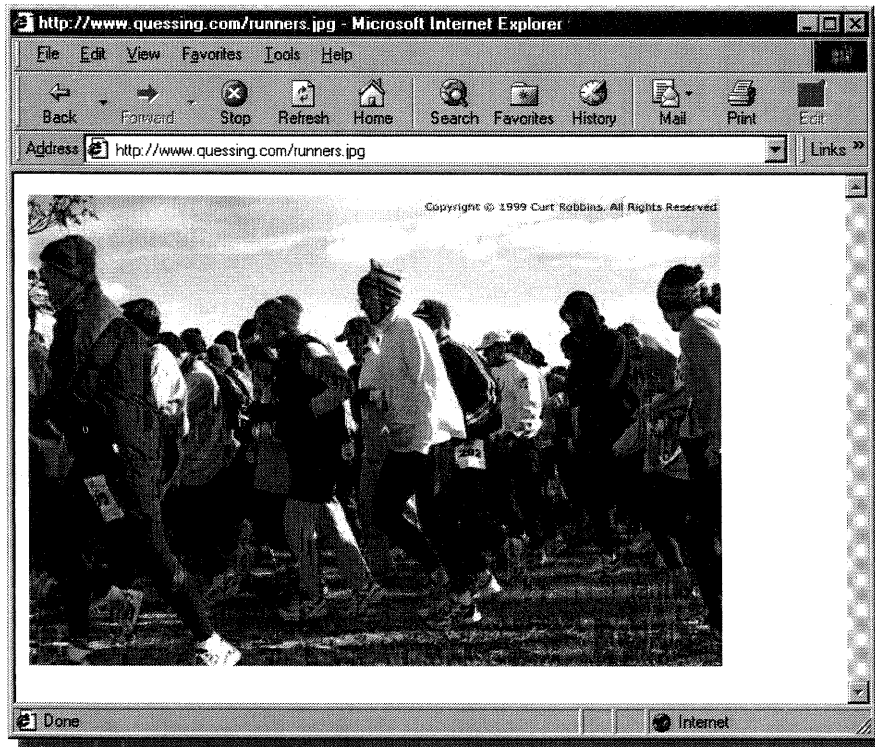 http://www.quessing.com/runners.jpg - Microsoft Internet Explorer
File Edit View Favorites Tools Help
Back Forward Stop Refresh Home Search Favorites History Mail Print Edit
Address http://www.quessing.com/runners.jpg Links »
Copyright © 1999 Curt Robbins. All Rights Reserved
202
Done Internet